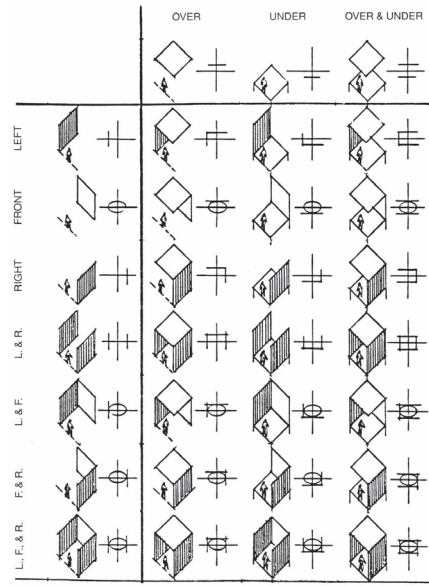 OVER UNDER OVER & UNDER
LEFT
FRONT
RIGHT
L. & R.
L. & F.
F. & R.
L., F., & R.